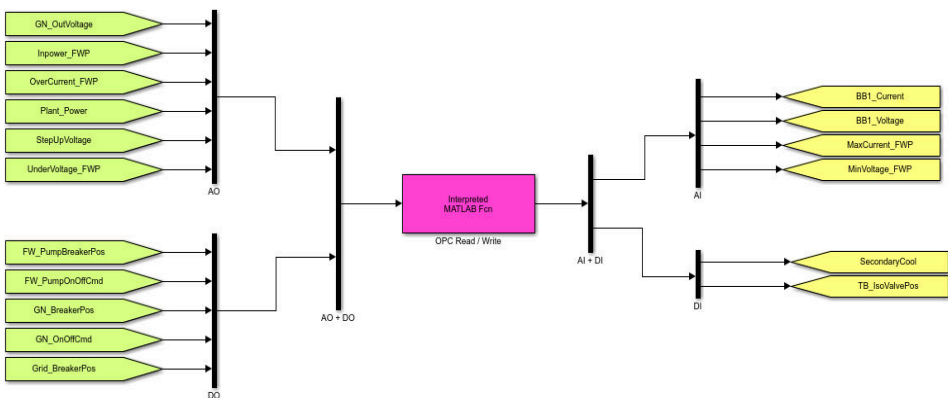 GN_OutVoltage
Inpower_FWP
OverCurrent_FWP
Plant_Power
StepUpVoltage
UnderVoltage_FWP
AO
FW_PumpBreakerPos
FW_PumpOnOffCmd
GN_BreakerPos
GN_OnOffCmd
Grid_BreakerPos
DO
AO + DO
Interpreted
MATLAB Fcn
OPC Read / Write
AI + DI
BB1_Current
BB1_Voltage
MaxCurrent_FWP
MinVoltage_FWP
AI
SecondaryCool
TB_IsoValvePos
DI